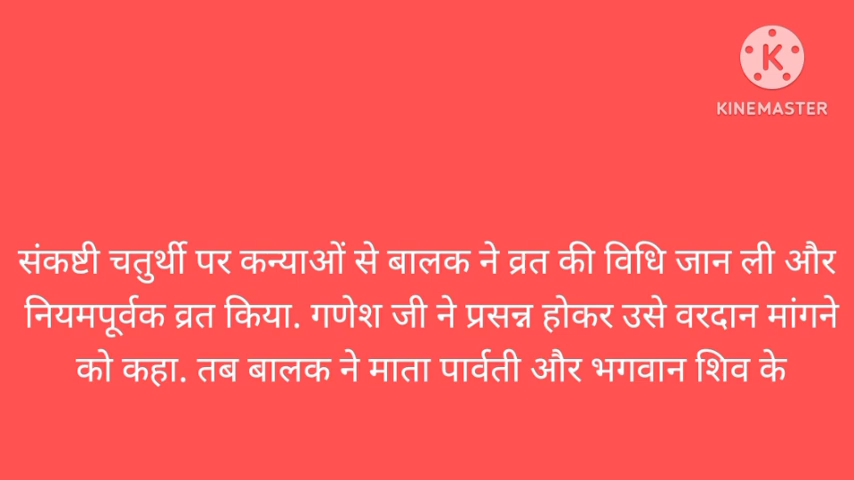 KINEMASTER
संकष्टी चतुर्थी पर कन्याओं से बालक ने व्रत की विधि जान ली और
नियमपूर्वक व्रत किया. गणेश जी ने प्रसन्न होकर उसे वरदान मांगने
को कहा. तब बालक ने माता पार्वती और भगवान शिव के